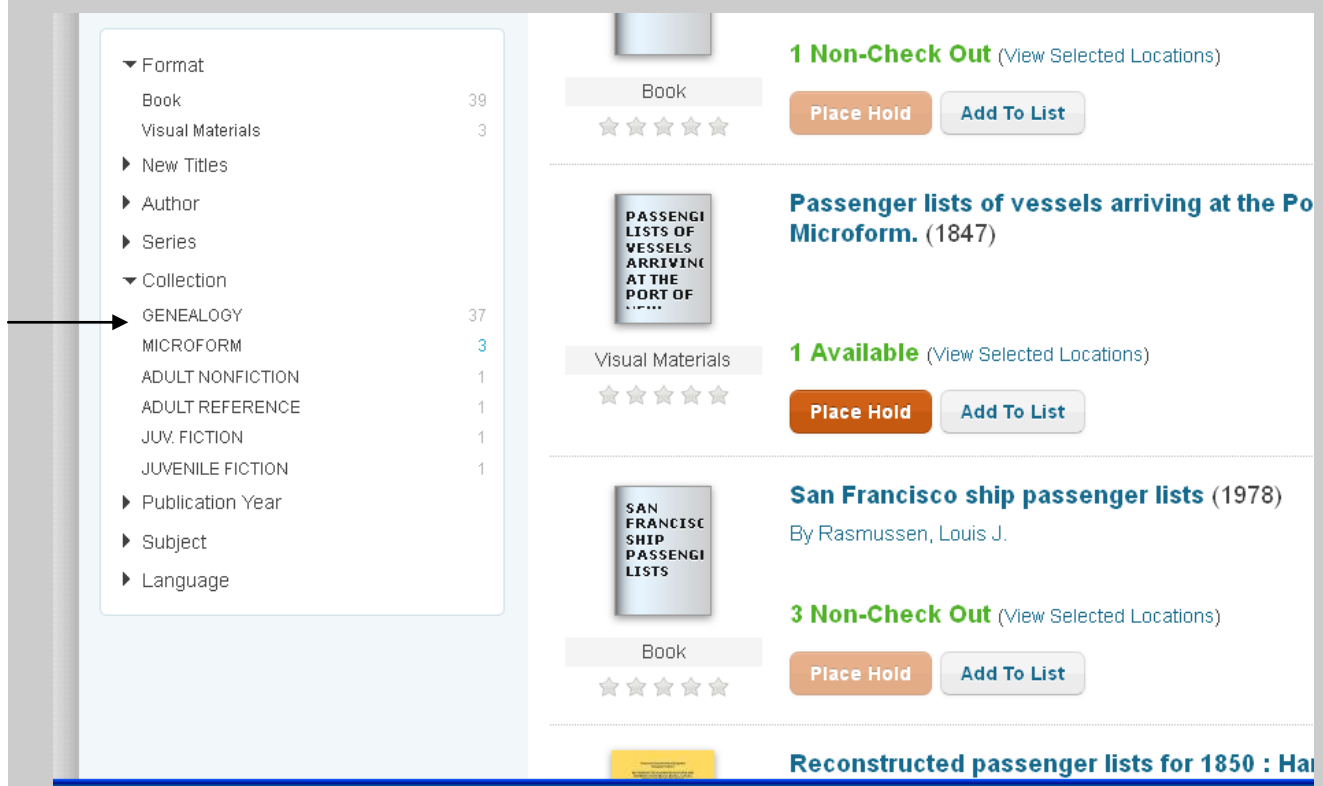 Format
Book 39
Visual Materials 3
New Titles
Author
Series
Collection
GENEALOGY 37
MICROFORM 3
ADULT NONFICTION 1
ADULT REFERENCE 1
JUV. FICTION 1
JUVENILE FICTION 1
Publication Year
Subject
Language
1 Non-Check Out (View Selected Locations)
Book
Place Hold Add To List
PASSENGE
LISTS OF
VESSELS
ARRIVING
AT THE
PORT OF
Visual Materials
Passenger lists of vessels arriving at the Po
Microform. (1847)
1 Available (View Selected Locations)
Place Hold Add To List
SAN
FRANCISC
SHIP
PASSENGE
LISTS
Book
San Francisco ship passenger lists (1978)
By Rasmussen, Louis J.
3 Non-Check Out (View Selected Locations)
Place Hold Add To List
Reconstructed passenger lists for 1850 : Ha